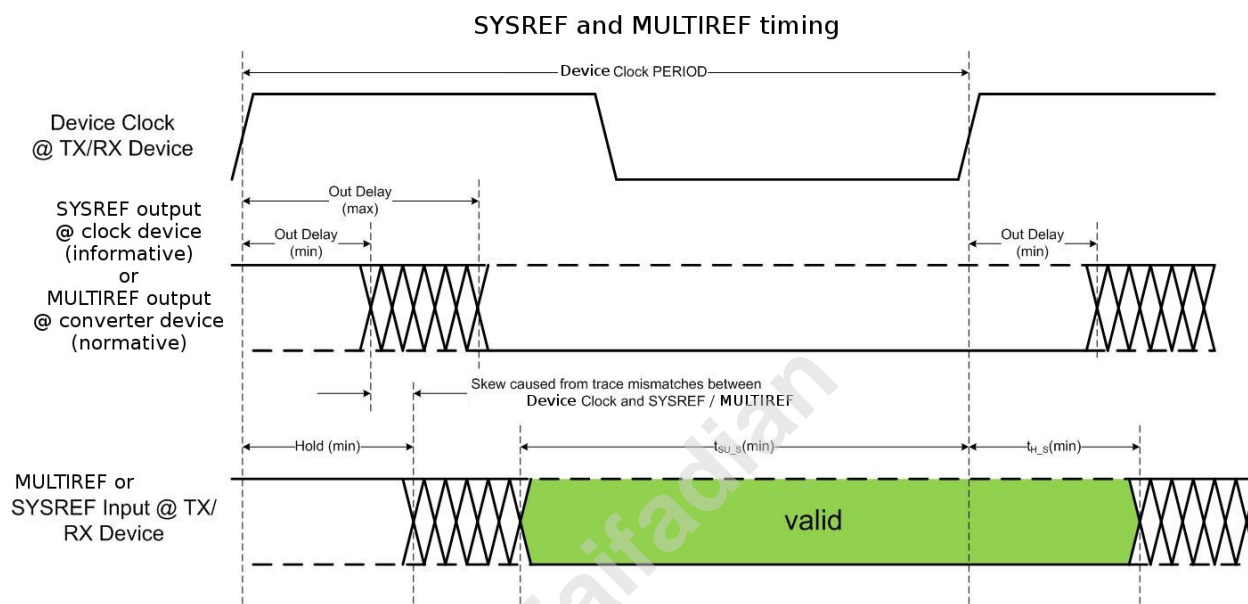 SYSREF and MULTIREF timing
Device Clock PERIOD
Device Clock
@ TX/RX Device
Out Delay
(max)
SYSREF output
@ clock device
(informative)
or
MULTIREF output
@ converter device
(normative)
Out Delay
(min)
Out Delay
(min)
Skew caused from trace mismatches between
Device Clock and SYSREF / MULTIREF
Hold (min)
tSU_S(min)
tH_S(min)
MULTIREF or
SYSREF Input @ TX/
RX Device
valid